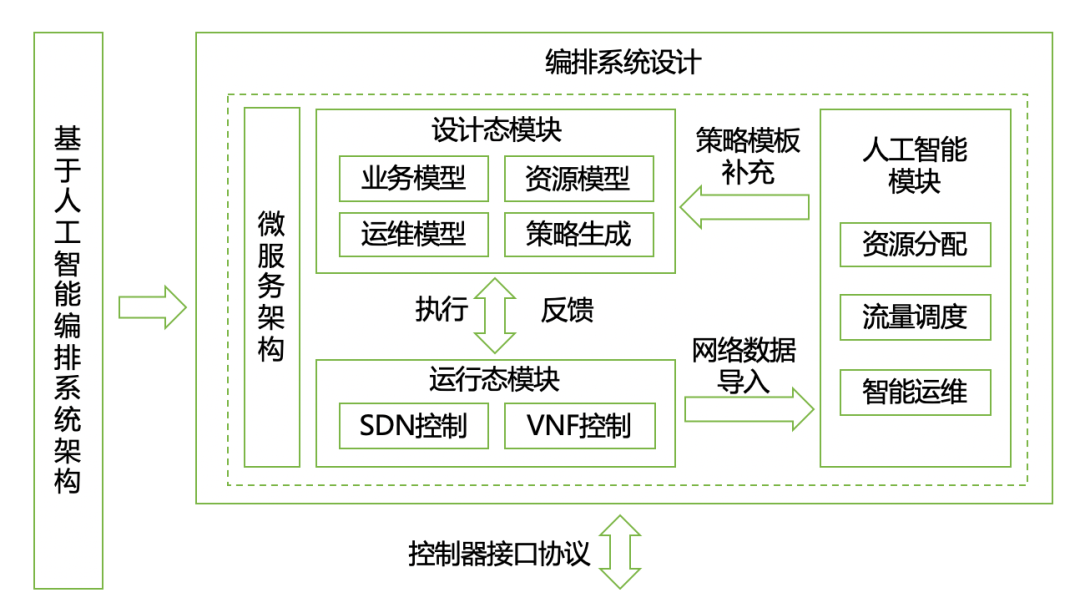 基于人工智能编排系统架构
编排系统设计
微服务架构
设计态模块
业务模型
资源模型
运维模型
策略生成
执行
反馈
运行态模块
SDN控制
VNF控制
策略模板
补充
网络数据
导入
人工智能
模块
资源分配
流量调度
智能运维
控制器接口协议